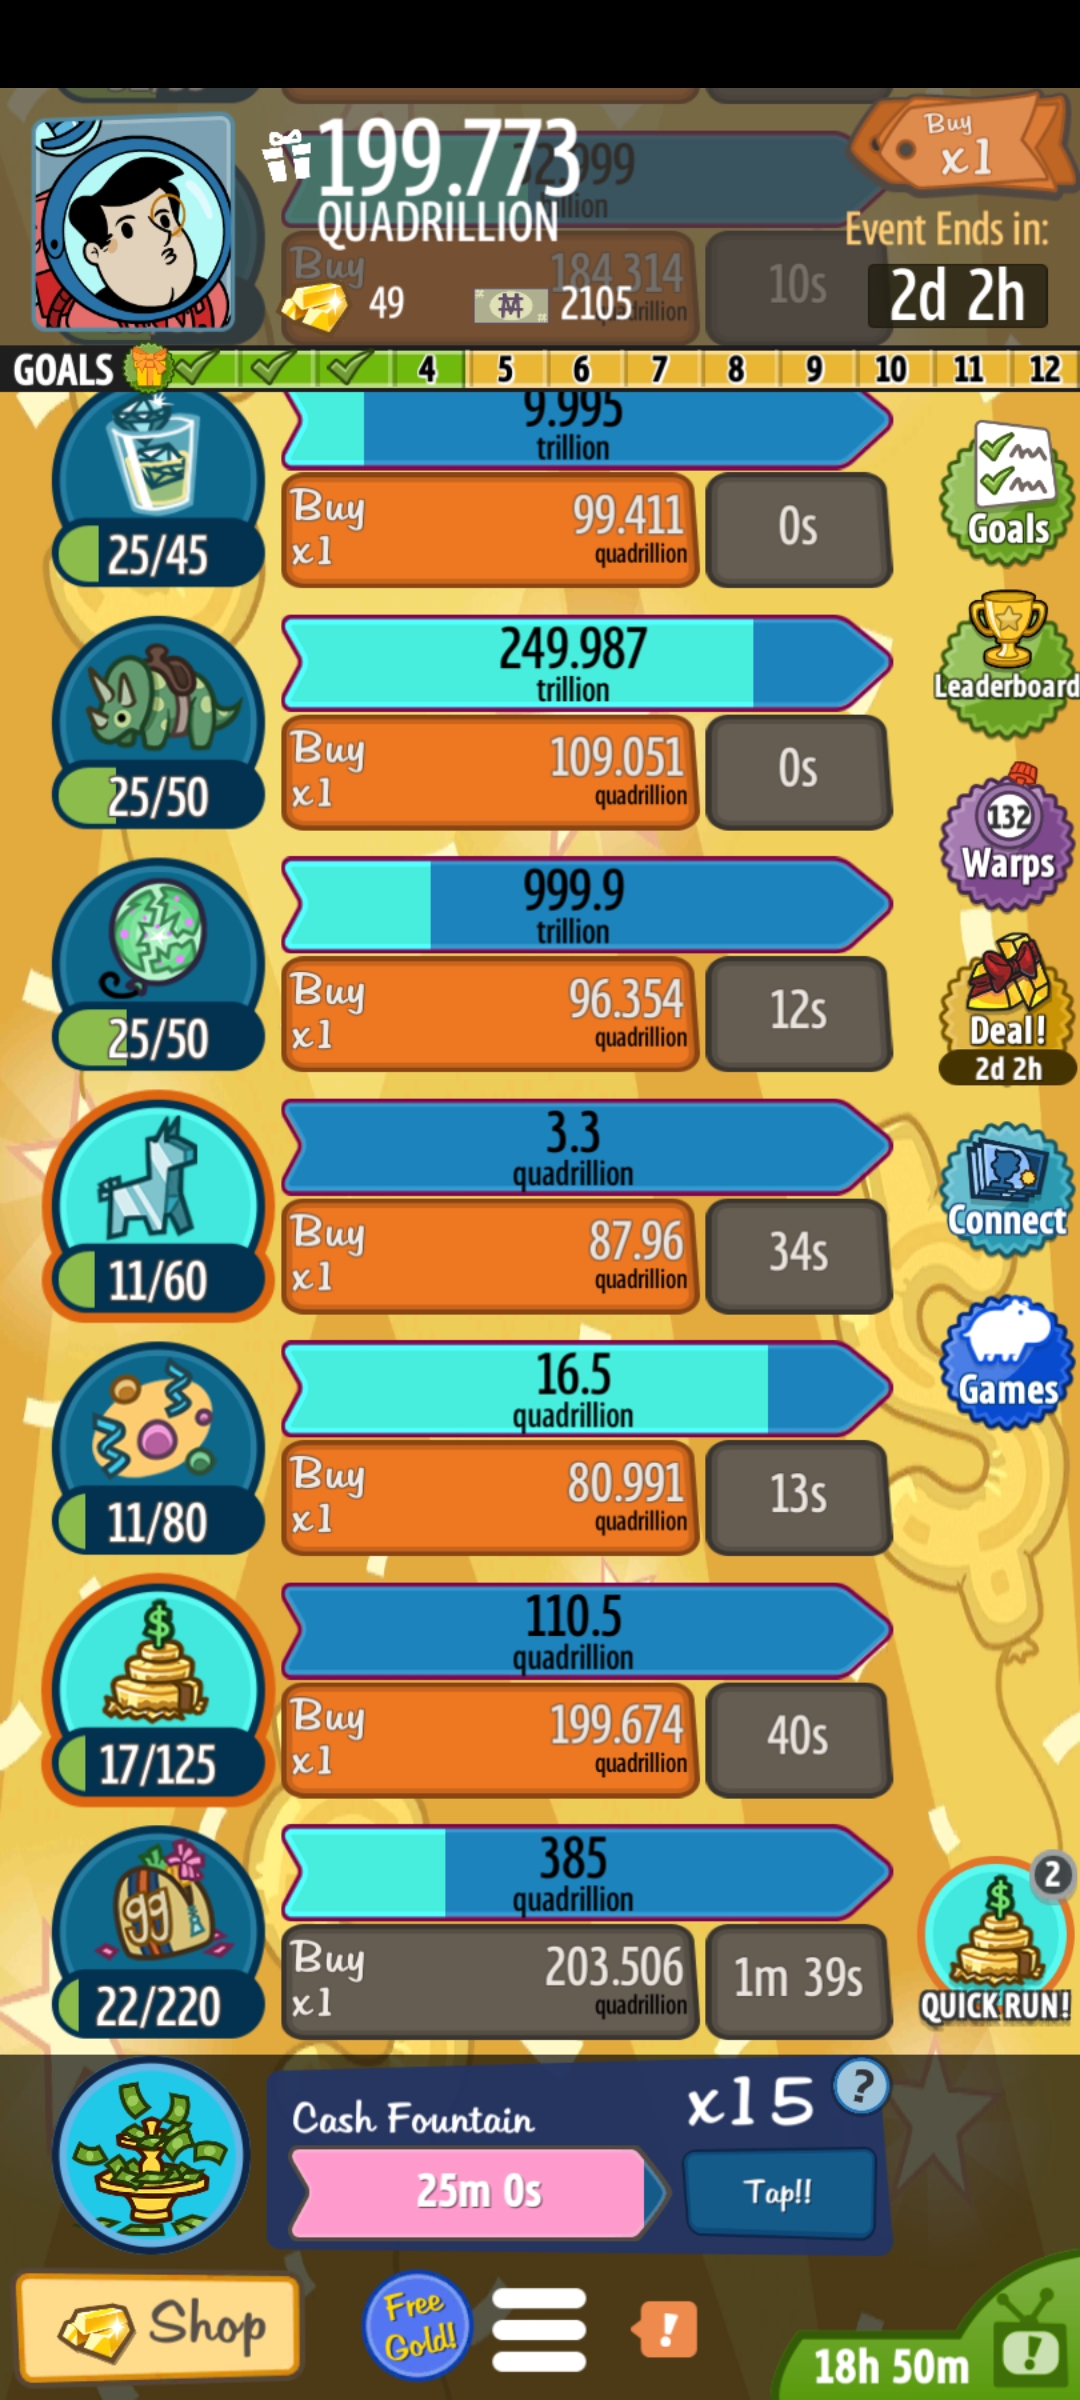 199.773
QUADRILLION
Buy
x1
Event Ends in:
2d 2h
49
2105
Buy
184.314
10s
GOALS
4
5
6
7
8
9
10
11
12
9.995
trillion
25/45
Buy
x1
99.411
quadrillion
0s
Goals
249.987
trillion
25/50
Buy
x1
109.051
quadrillion
0s
Leaderboard
999.9
trillion
25/50
Buy
x1
96.354
quadrillion
12s
132
Warps
Deal!
2d 2h
3.3
quadrillion
11/60
Buy
x1
87.96
quadrillion
34s
Connect
16.5
quadrillion
11/80
Buy
x1
80.991
quadrillion
13s
Games
110.5
quadrillion
17/125
Buy
x1
199.674
quadrillion
40s
385
quadrillion
22/220
Buy
x1
203.506
quadrillion
1m 39s
2
QUICK RUN!
Cash Fountain
x15
?
25m 0s
Tap!!
Shop
Free
Gold!
!
18h 50m
!